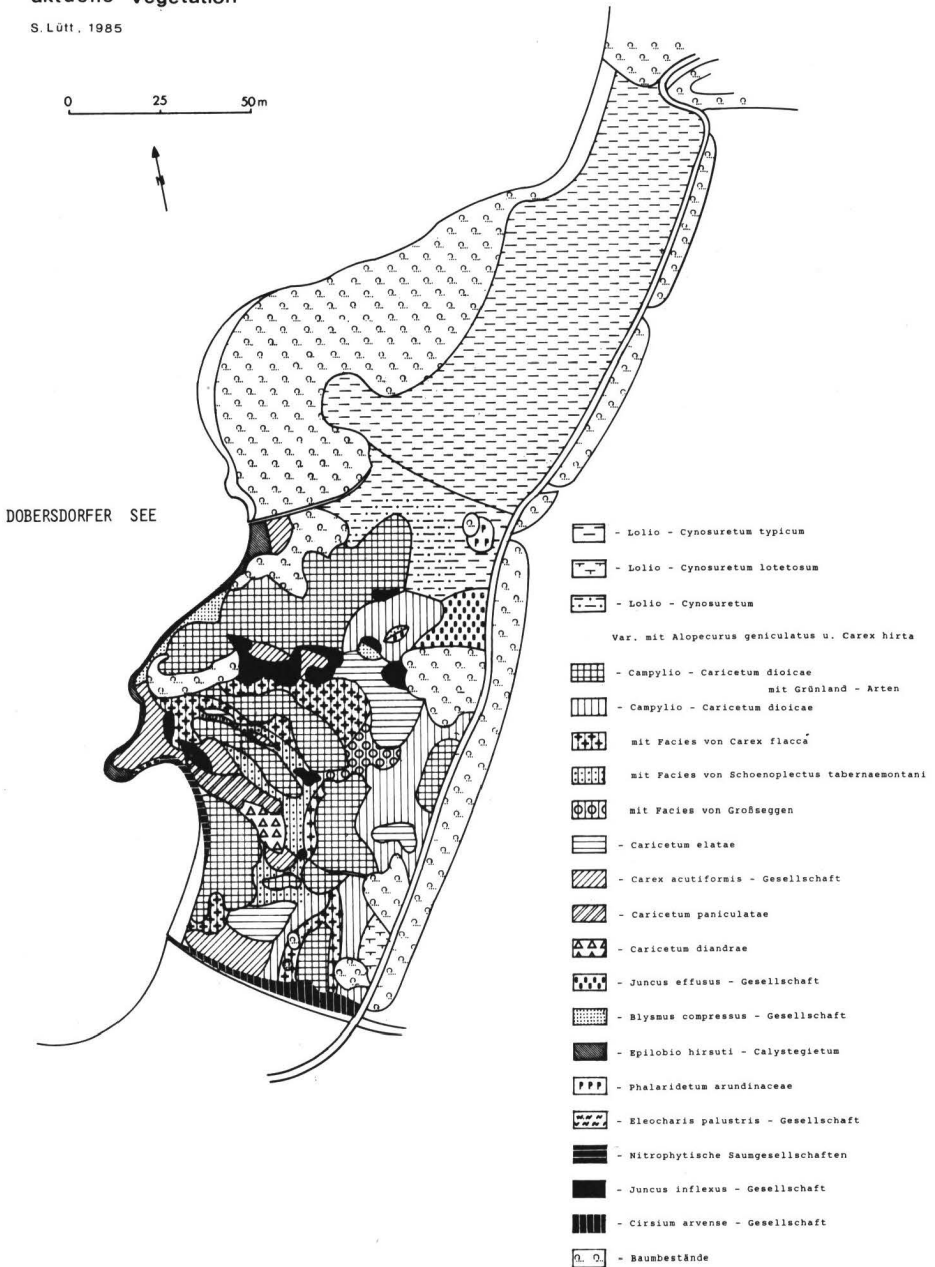 aktuelle Vegetation
S. Lütt, 1985
0 25 50 m
N
DOBERSDORFER SEE
- Lolio - Cynosuretum typicum
- Lolio - Cynosuretum lotetosum
- Lolio - Cynosuretum
Var. mit Alopecurus geniculatus u. Carex hirta
- Campylio - Caricetum dioicae
mit Grünland - Arten
- Campylio - Caricetum dioicae
mit Facies von Carex flacca
mit Facies von Schoenoplectus tabernaemontani
mit Facies von Großseggen
- Caricetum elatae
- Carex acutiformis - Gesellschaft
- Caricetum paniculatae
- Caricetum diandrae
- Juncus effusus - Gesellschaft
- Blysmus compressus - Gesellschaft
- Epilobio hirsuti - Calystegietum
- Phalaridetum arundinaceae
- Eleocharis palustris - Gesellschaft
- Nitrophytische Saumgesellschaften
- Juncus inflexus - Gesellschaft
- Cirsium arvense - Gesellschaft
- Baumbestände